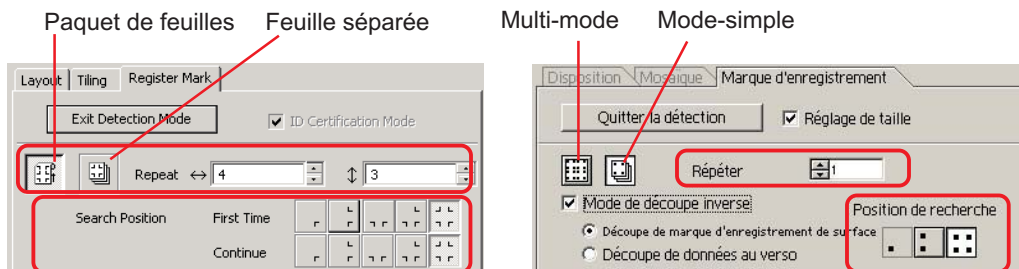 Paquet de feuilles Feuille séparée
Layout Tiling Register Mark
Exit Detection Mode ID Certification Mode
Repeat ↔ 4 ↕ 3
Search Position First Time
Continue
Multi-mode Mode-simple
Disposition Mosaïque Marque d'enregistrement
Quitter la détection Réglage de taille
Répéter 1
Mode de découpe inverse Position de recherche
Découpe de marque d'enregistrement de surface
Découpe de données au verso